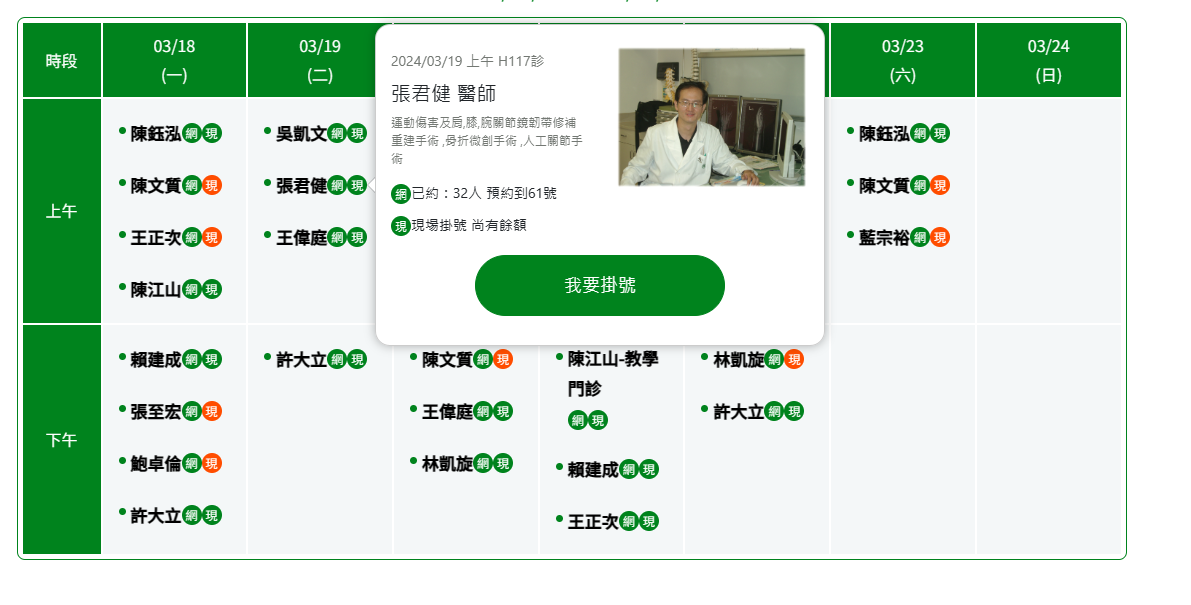 時段
03/18
(一)
03/19
(二)
03/23
(六)
03/24
(日)
上午
陳鈺泓網現
陳文質網現
王正次網現
陳江山網現
吳凱文網現
張君健網現
王偉庭網現
2024/03/19 上午 H117診
張君健 醫師
運動傷害及肩,膝,腕關節鏡韌帶修補
重建手術 ,骨折微創手術 ,人工關節手
術
網已約：32人 預約到61號
現現場掛號 尚有餘額
我要掛號
陳鈺泓網現
陳文質網現
藍宗裕網現
下午
賴建成網現
張至宏網現
鮑卓倫網現
許大立網現
許大立網現
陳文質網現
王偉庭網現
林凱旋網現
陳江山-教學
門診
網現
賴建成網現
王正次網現
林凱旋網現
許大立網現